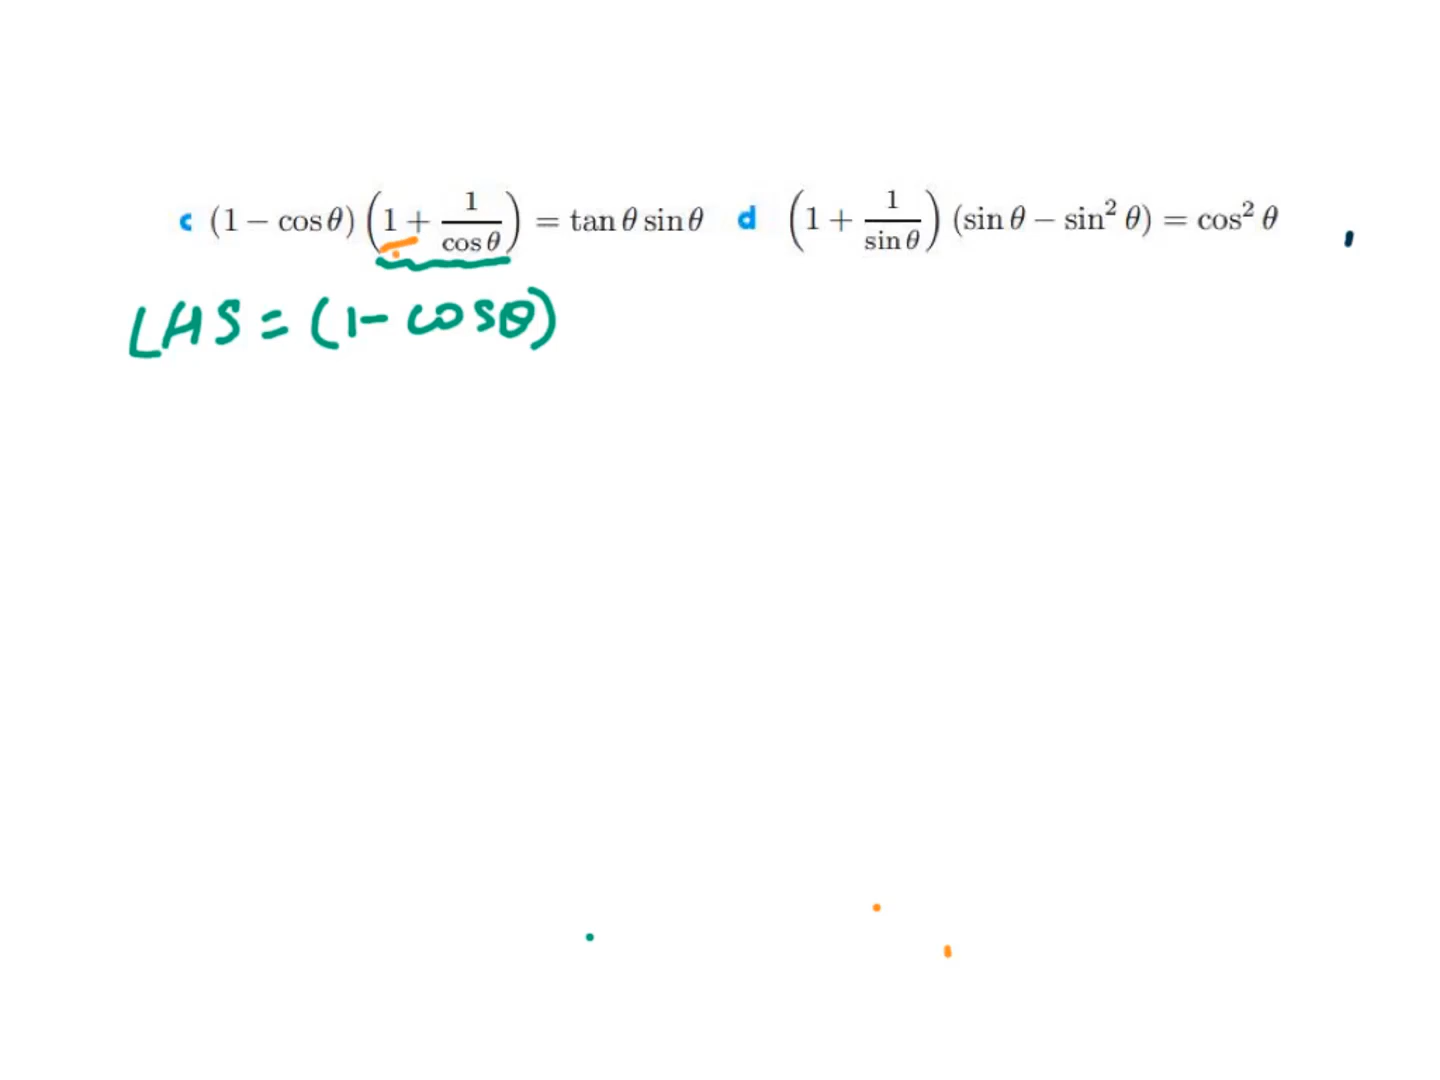 c (1 − cos θ) (1 + 1/cos θ) = tan θ sin θ d (1 + 1/sin θ) (sin θ − sin² θ) = cos² θ
LHS = (1 - cos θ)